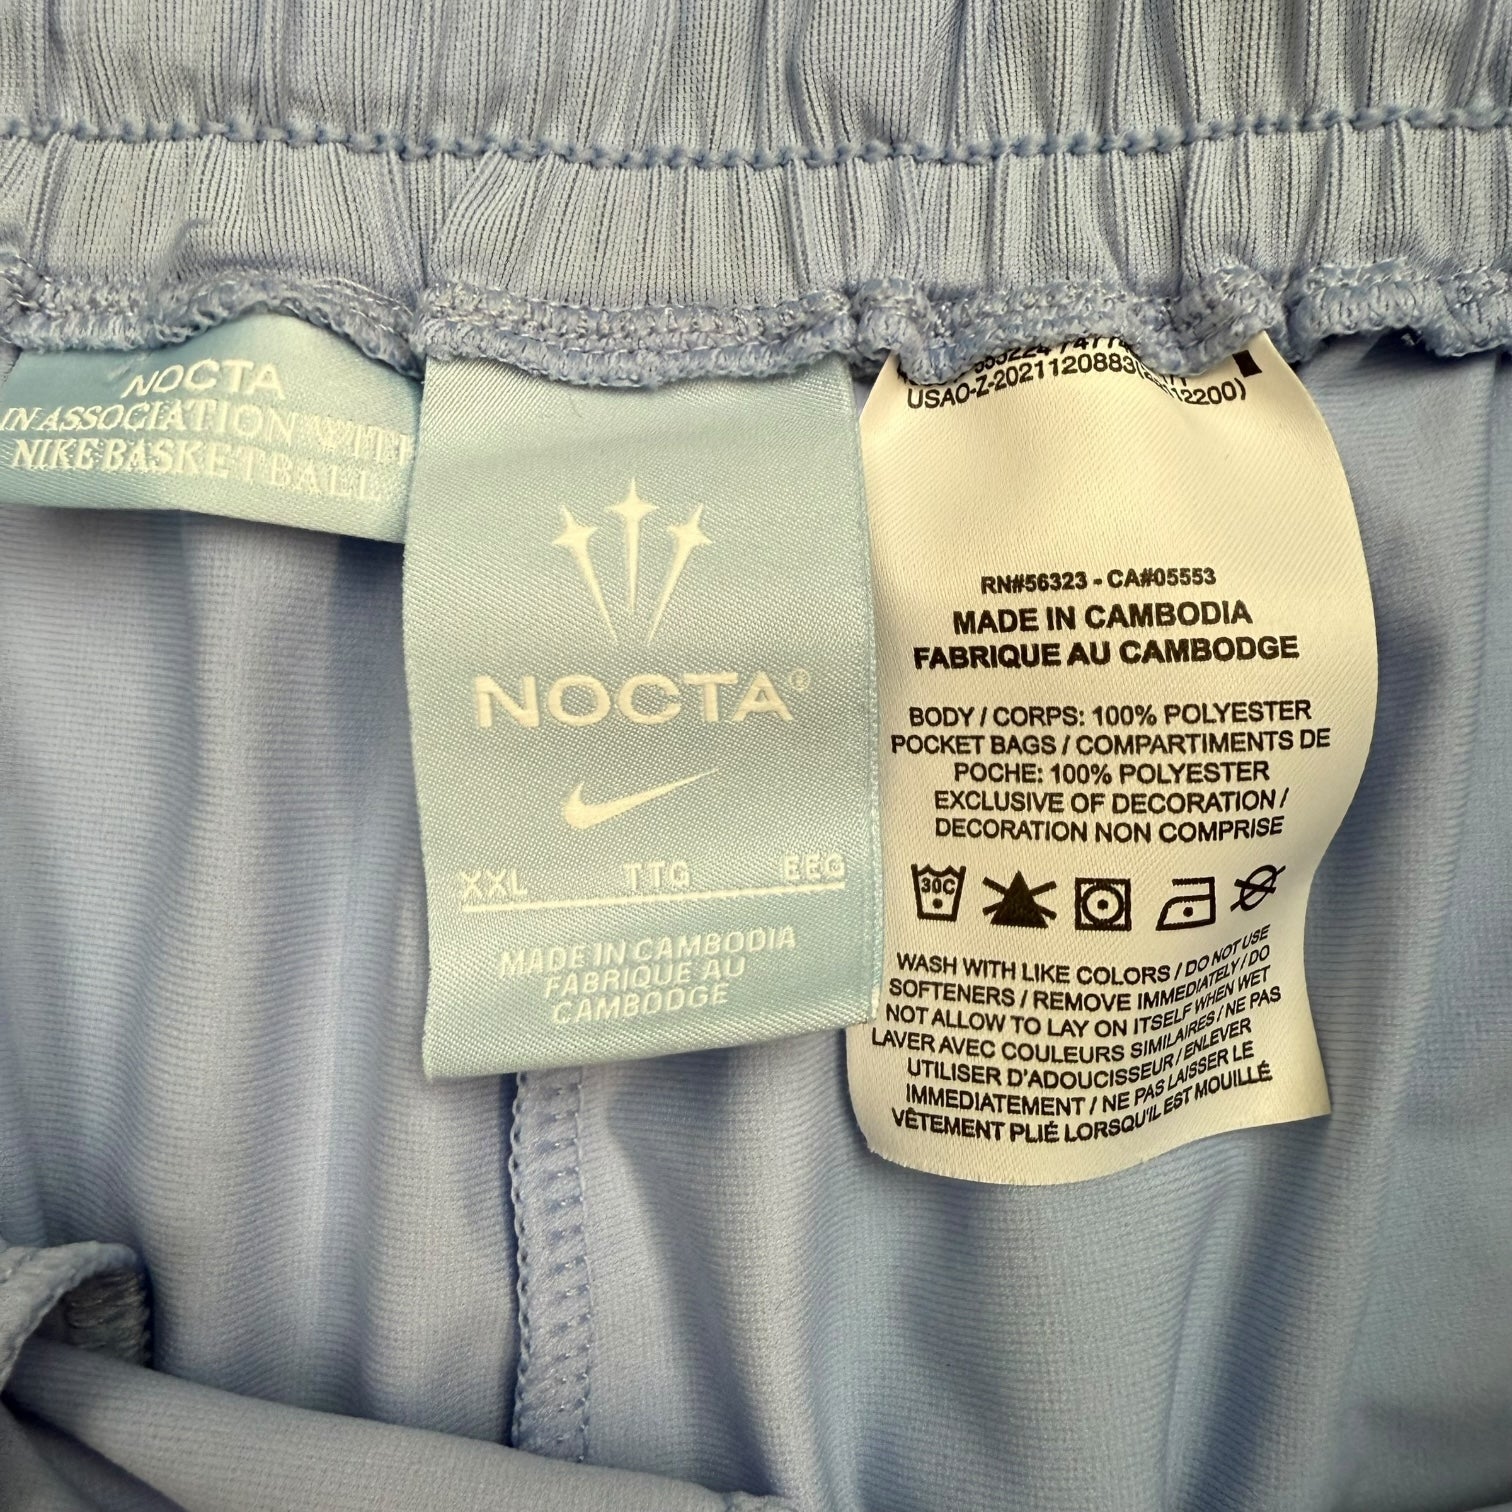 NOCTA
IN ASSOCIATION WITH
NIKE BASKETBALL
NOCTA®
XXL TTG EEG
MADE IN CAMBODIA
FABRIQUE AU
CAMBODGE
USAO-Z-2021120883
RN#56323 - CA#05553
MADE IN CAMBODIA
FABRIQUE AU CAMBODGE
BODY / CORPS: 100% POLYESTER
POCKET BAGS / COMPARTIMENTS DE
POCHE: 100% POLYESTER
EXCLUSIVE OF DECORATION /
DECORATION NON COMPRISE
30C
WASH WITH LIKE COLORS / DO NOT USE
SOFTENERS / REMOVE IMMEDIATELY / DO
NOT ALLOW TO LAY ON ITSELF WHEN WET
LAVER AVEC COULEURS SIMILAIRES / NE PAS
UTILISER D'ADOUCISSEUR / ENLEVER
IMMEDIATEMENT / NE PAS LAISSER LE
VÊTEMENT PLIÉ LORSQU'IL EST MOUILLÉ